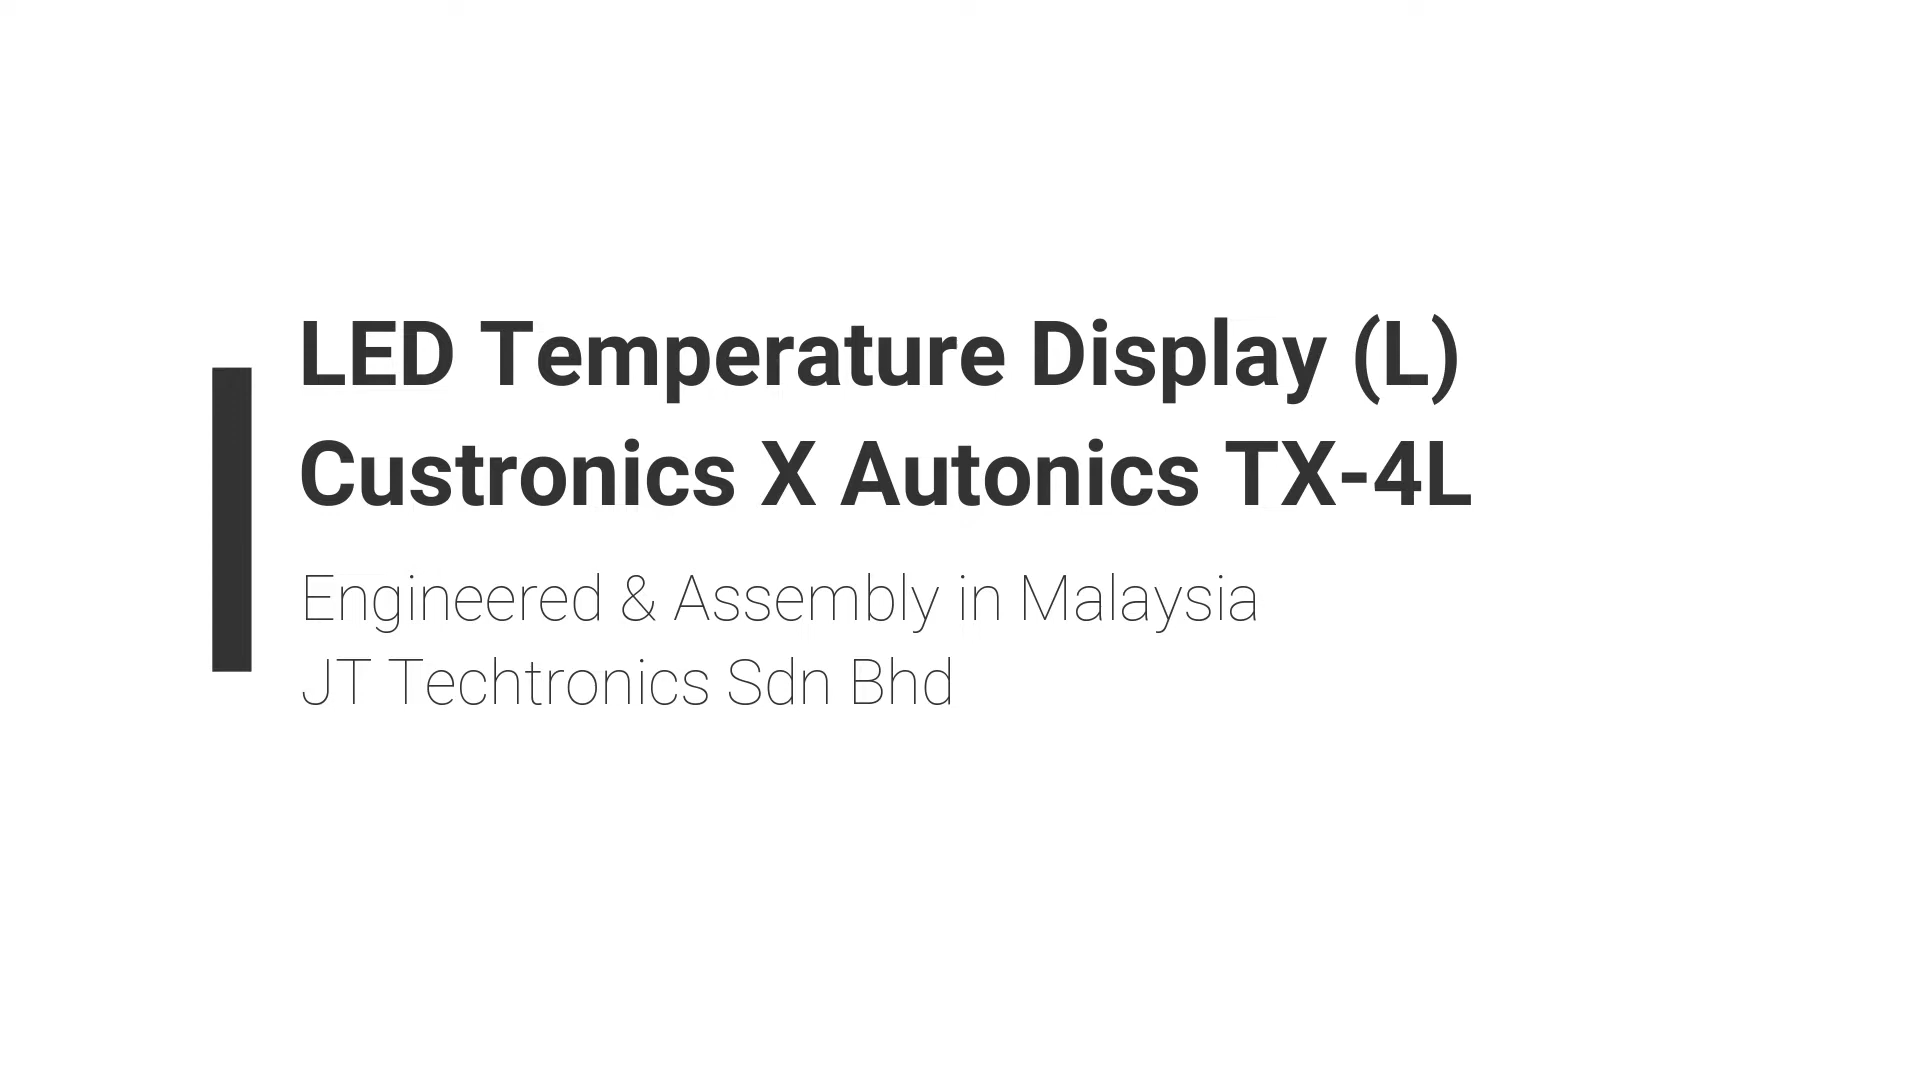 LED Temperature Display (L)
Custronics X Autonics TX-4L
Engineered & Assembly in Malaysia
JT Techtronics Sdn Bhd